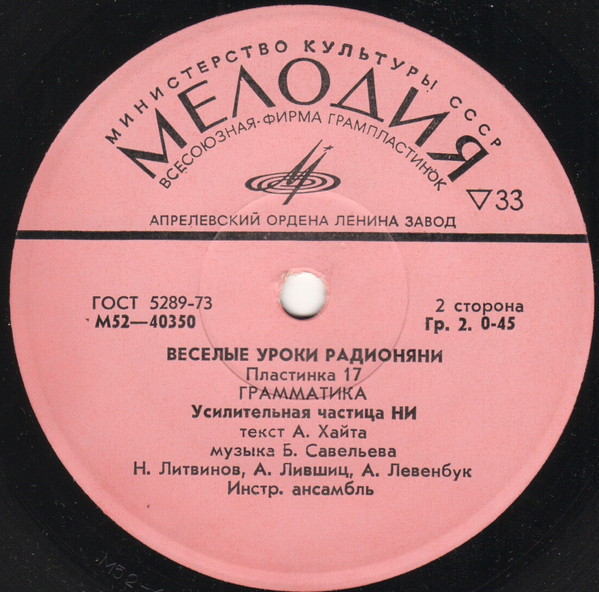 МИНИСТЕРСТВО КУЛЬТУРЫ СССР
МЕЛОДИЯ
ВСЕСОЮЗНАЯ·ФИРМА ГРАМПЛАСТИНОК
▽33
АПРЕЛЕВСКИЙ ОРДЕНА ЛЕНИНА ЗАВОД
ГОСТ 5289-73
М52—40350
2 сторона
Гр. 2. 0-45
ВЕСЕЛЫЕ УРОКИ РАДИОНЯНИ
Пластинка 17
ГРАММАТИКА
Усилительная частица НИ
текст А. Хайта
музыка Б. Савельева
Н. Литвинов, А. Лившиц, А. Левенбук
Инстр. ансамбль